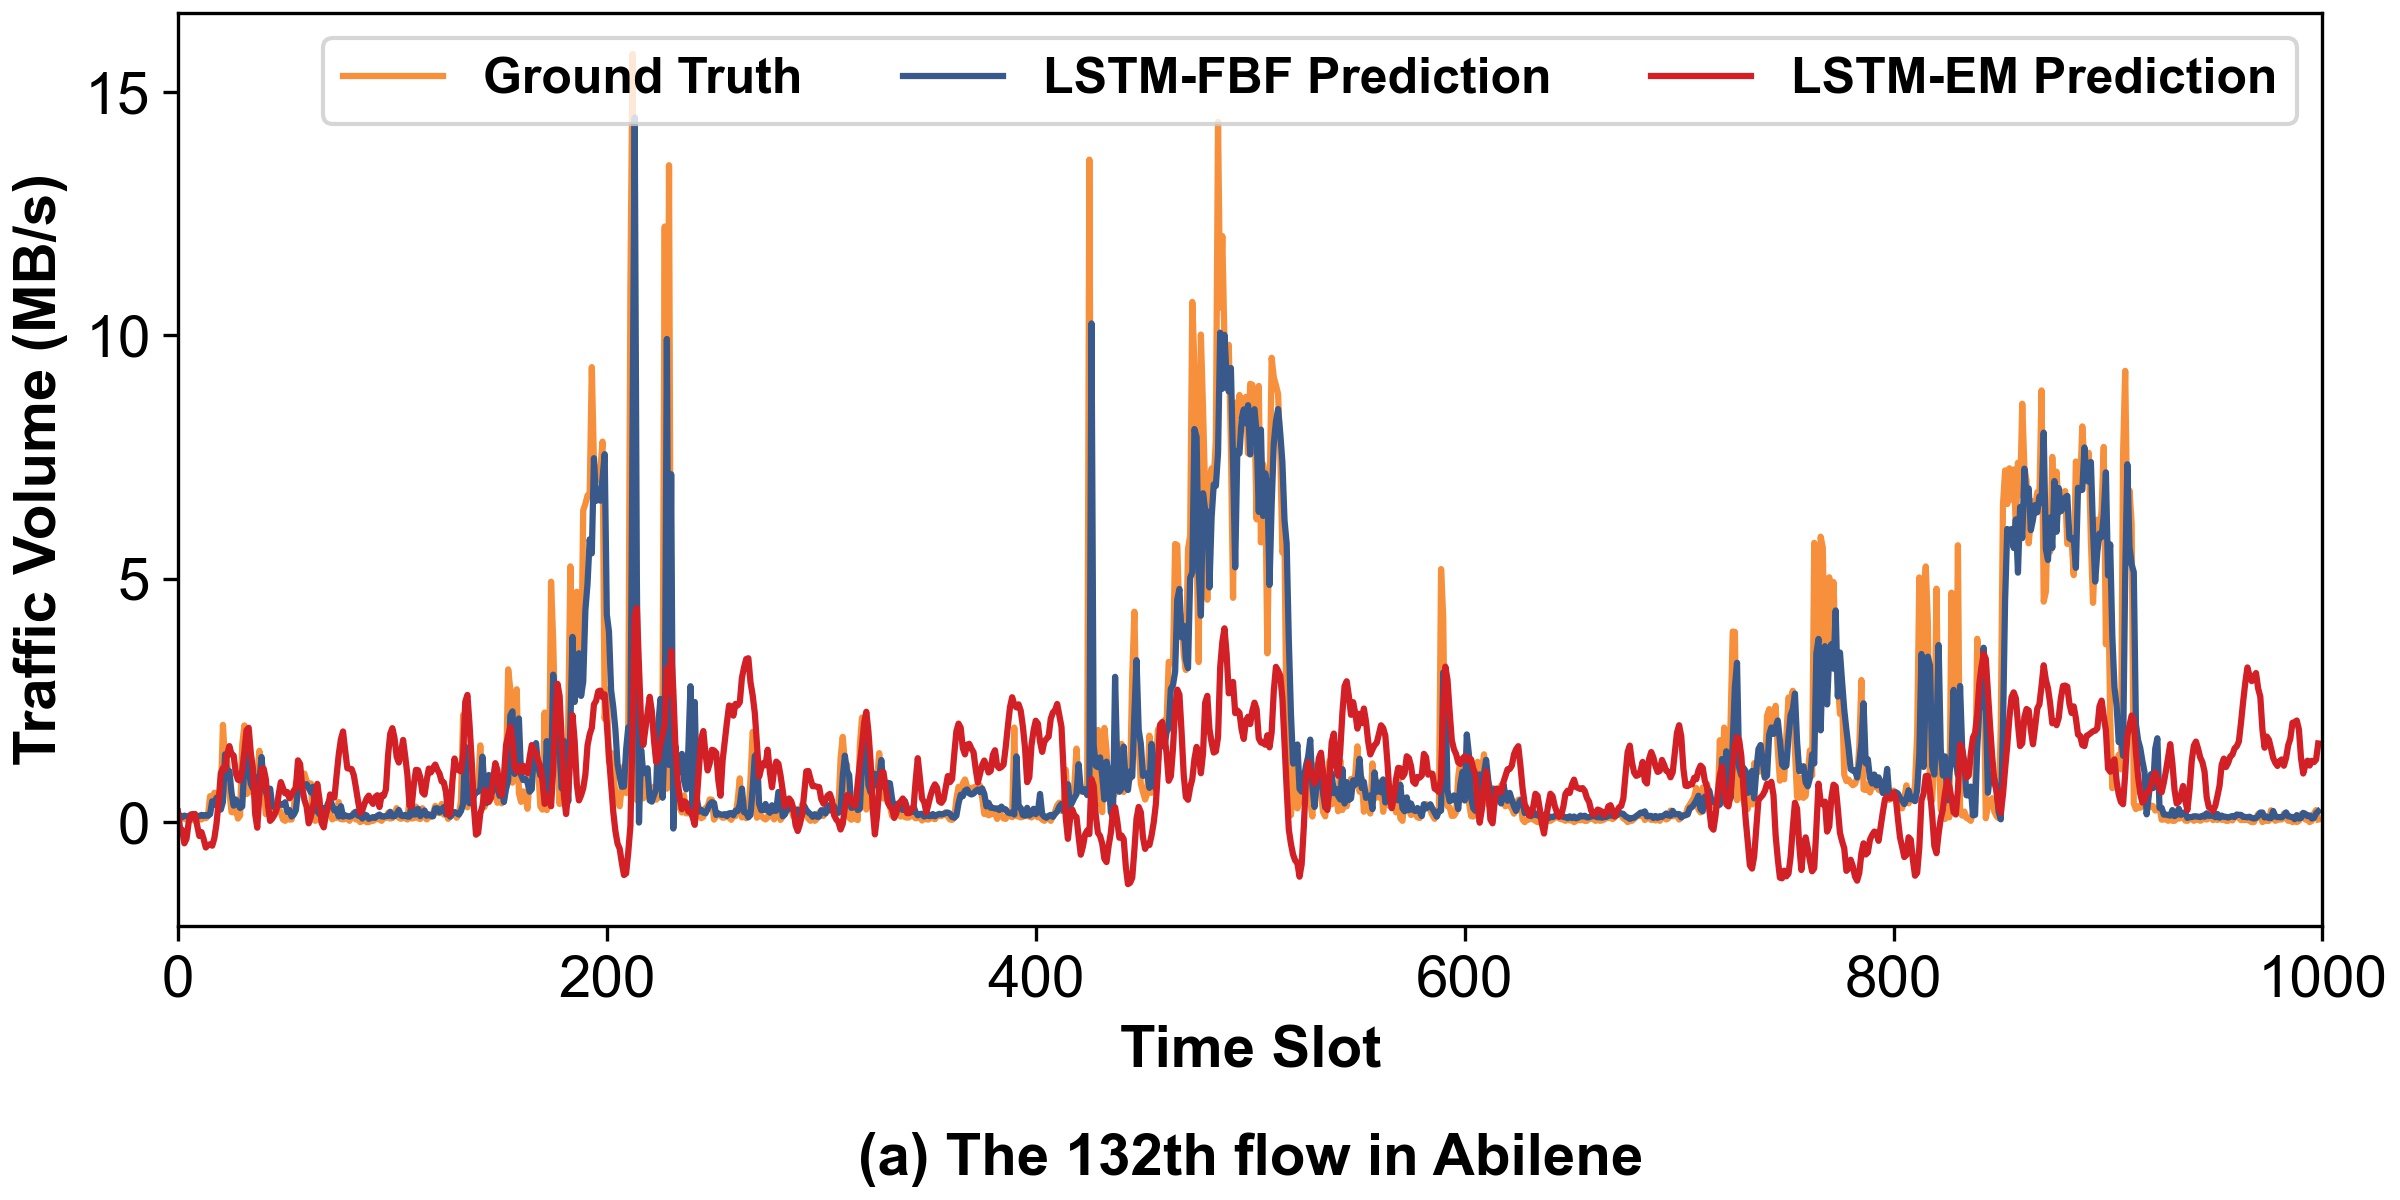 Ground Truth LSTM-FBF Prediction LSTM-EM Prediction
15
10
5
0
Traffic Volume (MB/s)
0 200 400 600 800 1000
Time Slot
(a) The 132th flow in Abilene